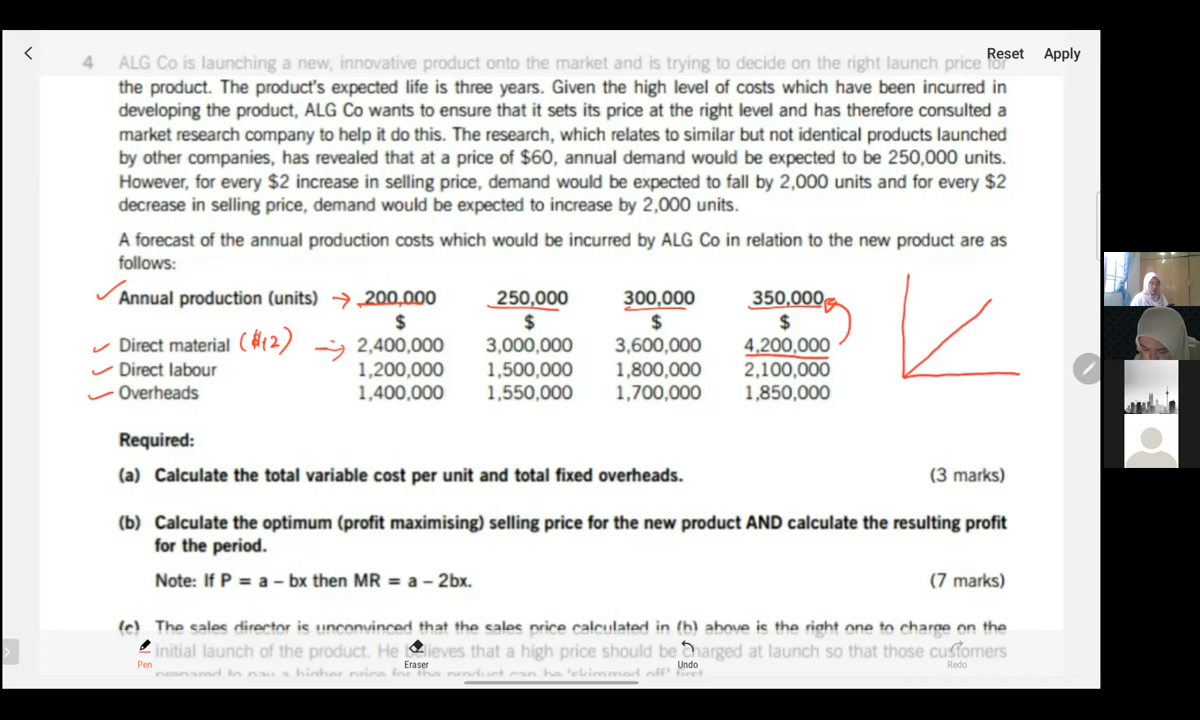 Reset Apply
4 ALG Co is launching a new, innovative product onto the market and is trying to decide on the right launch price for
the product. The product's expected life is three years. Given the high level of costs which have been incurred in
developing the product, ALG Co wants to ensure that it sets its price at the right level and has therefore consulted a
market research company to help it do this. The research, which relates to similar but not identical products launched
by other companies, has revealed that at a price of $60, annual demand would be expected to be 250,000 units.
However, for every $2 increase in selling price, demand would be expected to fall by 2,000 units and for every $2
decrease in selling price, demand would be expected to increase by 2,000 units.
A forecast of the annual production costs which would be incurred by ALG Co in relation to the new product are as
follows:
Annual production (units) 200,000 250,000 300,000 350,000
$ $ $ $
Direct material ($12) 2,400,000 3,000,000 3,600,000 4,200,000
Direct labour 1,200,000 1,500,000 1,800,000 2,100,000
Overheads 1,400,000 1,550,000 1,700,000 1,850,000
Required:
(a) Calculate the total variable cost per unit and total fixed overheads. (3 marks)
(b) Calculate the optimum (profit maximising) selling price for the new product AND calculate the resulting profit
for the period.
Note: If P = a – bx then MR = a – 2bx. (7 marks)
(c) The sales director is unconvinced that the sales price calculated in (b) above is the right one to charge on the
initial launch of the product. He believes that a high price should be charged at launch so that those customers
prepared to pay a higher price for the product can be 'skimmed off' first.
Pen Eraser Undo Redo